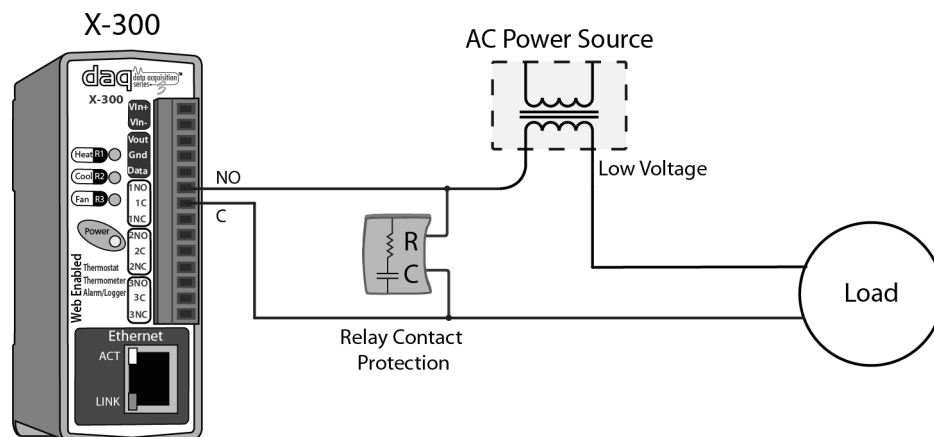 X-300
daq data acquisition series™
3
X-300
VIn+
VIn-
Vout
Gnd
Data
Heat R1
Cool R2
Fan R3
1NO
1C
1NC
Power
2NO
2C
2NC
3NO
3C
3NC
Web Enabled
Thermostat
Thermometer
Alarm/Logger
Ethernet
ACT
LINK
NO
C
AC Power Source
Low Voltage
R
C
Relay Contact
Protection
Load